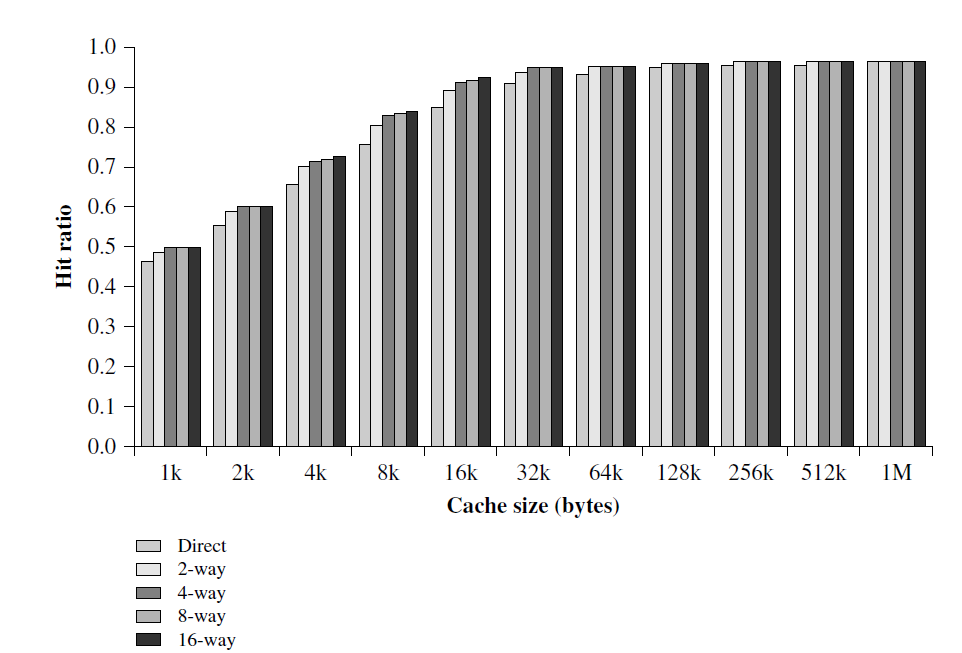 1.0
0.9
0.8
0.7
0.6
0.5
0.4
0.3
0.2
0.1
0.0
Hit ratio
1k 2k 4k 8k 16k 32k 64k 128k 256k 512k 1M
Cache size (bytes)
Direct
2-way
4-way
8-way
16-way